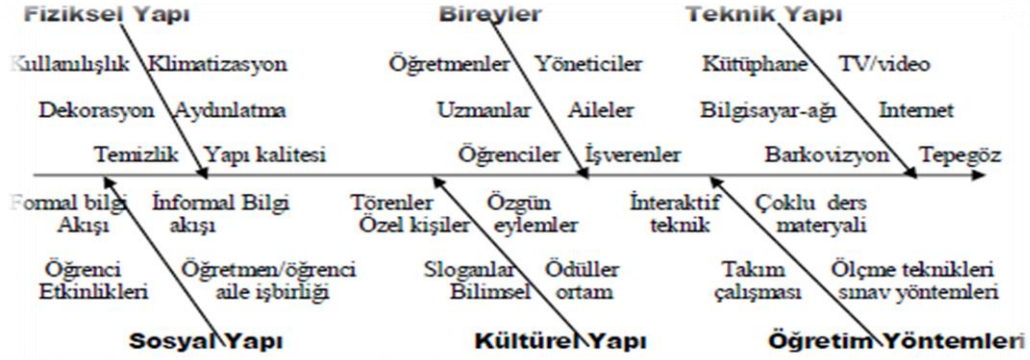 Fiziksel Yapı Bireyler Teknik Yapı
Kullanılışlık Klimatizasyon Öğretmenler Yöneticiler Kütüphane TV/video
Dekorasyon Aydınlatma Uzmanlar Aileler Bilgisayar-ağı Internet
Temizlik Yapı kalitesi Öğrenciler İşverenler Barkovizyon Tepegöz
Formal bilgi İnformal Bilgi Törenler Özgün İnteraktif Çoklu ders
Akışı akışı Özel kişiler eylemler teknik materyali
Öğrenci Öğretmen/öğrenci Sloganlar Ödüller Takım Ölçme teknikleri
Etkinlikleri aile işbirliği Bilimsel ortam çalışması sınav yöntemleri
Sosyal Yapı Kültürel Yapı Öğretim Yöntemleri